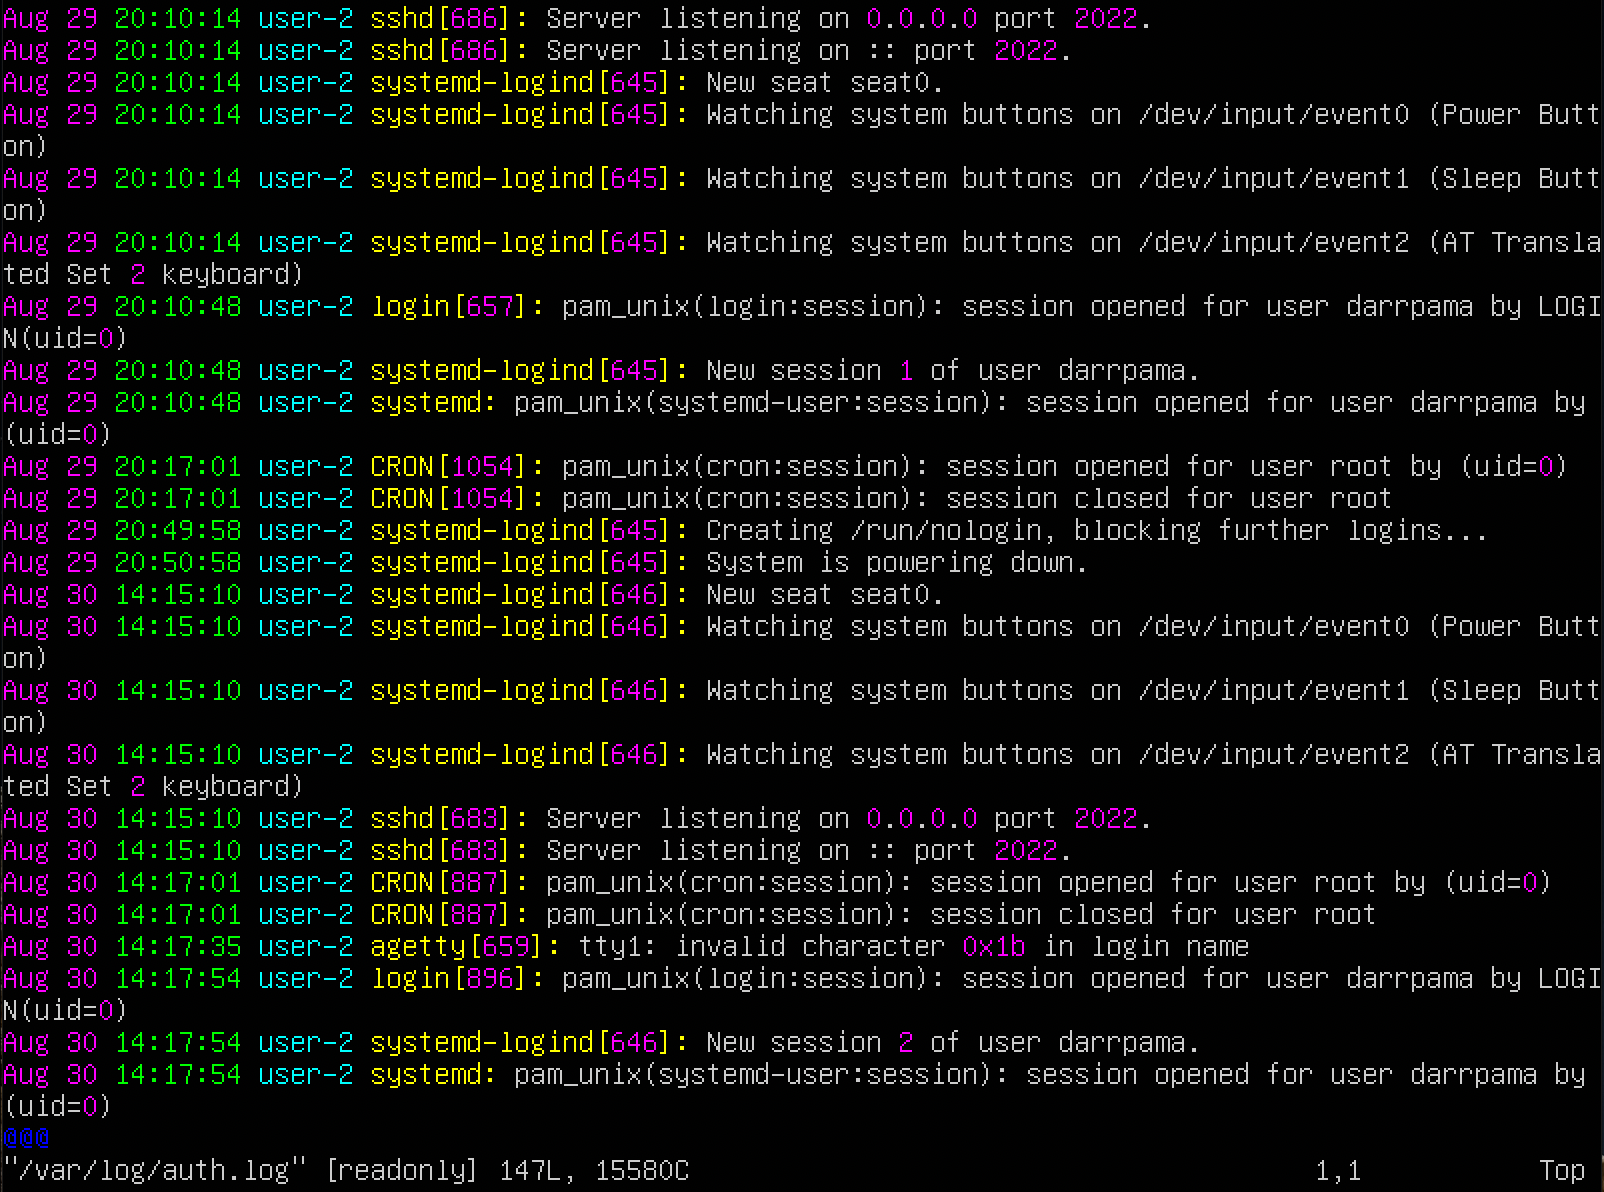 Aug 29 20:10:14 user-2 sshd[686]: Server listening on 0.0.0.0 port 2022.
Aug 29 20:10:14 user-2 sshd[686]: Server listening on :: port 2022.
Aug 29 20:10:14 user-2 systemd-logind[645]: New seat seat0.
Aug 29 20:10:14 user-2 systemd-logind[645]: Watching system buttons on /dev/input/event0 (Power Butt
on)
Aug 29 20:10:14 user-2 systemd-logind[645]: Watching system buttons on /dev/input/event1 (Sleep Butt
on)
Aug 29 20:10:14 user-2 systemd-logind[645]: Watching system buttons on /dev/input/event2 (AT Transla
ted Set 2 keyboard)
Aug 29 20:10:48 user-2 login[657]: pam_unix(login:session): session opened for user darrpama by LOGI
N(uid=0)
Aug 29 20:10:48 user-2 systemd-logind[645]: New session 1 of user darrpama.
Aug 29 20:10:48 user-2 systemd: pam_unix(systemd-user:session): session opened for user darrpama by
(uid=0)
Aug 29 20:17:01 user-2 CRON[1054]: pam_unix(cron:session): session opened for user root by (uid=0)
Aug 29 20:17:01 user-2 CRON[1054]: pam_unix(cron:session): session closed for user root
Aug 29 20:49:58 user-2 systemd-logind[645]: Creating /run/nologin, blocking further logins...
Aug 29 20:50:58 user-2 systemd-logind[645]: System is powering down.
Aug 30 14:15:10 user-2 systemd-logind[646]: New seat seat0.
Aug 30 14:15:10 user-2 systemd-logind[646]: Watching system buttons on /dev/input/event0 (Power Butt
on)
Aug 30 14:15:10 user-2 systemd-logind[646]: Watching system buttons on /dev/input/event1 (Sleep Butt
on)
Aug 30 14:15:10 user-2 systemd-logind[646]: Watching system buttons on /dev/input/event2 (AT Transla
ted Set 2 keyboard)
Aug 30 14:15:10 user-2 sshd[683]: Server listening on 0.0.0.0 port 2022.
Aug 30 14:15:10 user-2 sshd[683]: Server listening on :: port 2022.
Aug 30 14:17:01 user-2 CRON[887]: pam_unix(cron:session): session opened for user root by (uid=0)
Aug 30 14:17:01 user-2 CRON[887]: pam_unix(cron:session): session closed for user root
Aug 30 14:17:35 user-2 agetty[659]: tty1: invalid character 0x1b in login name
Aug 30 14:17:54 user-2 login[896]: pam_unix(login:session): session opened for user darrpama by LOGI
N(uid=0)
Aug 30 14:17:54 user-2 systemd-logind[646]: New session 2 of user darrpama.
Aug 30 14:17:54 user-2 systemd: pam_unix(systemd-user:session): session opened for user darrpama by
(uid=0)
@@@
"/var/log/auth.log" [readonly] 147L, 15580C 1,1 Top